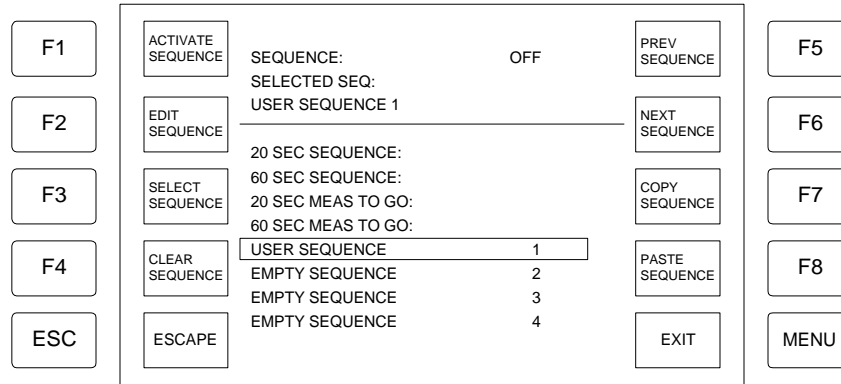 F1
F2
F3
F4
ESC
ACTIVATE
SEQUENCE
EDIT
SEQUENCE
SELECT
SEQUENCE
CLEAR
SEQUENCE
ESCAPE
SEQUENCE: OFF
SELECTED SEQ:
USER SEQUENCE 1
20 SEC SEQUENCE:
60 SEC SEQUENCE:
20 SEC MEAS TO GO:
60 SEC MEAS TO GO:
USER SEQUENCE 1
EMPTY SEQUENCE 2
EMPTY SEQUENCE 3
EMPTY SEQUENCE 4
PREV
SEQUENCE
NEXT
SEQUENCE
COPY
SEQUENCE
PASTE
SEQUENCE
EXIT
F5
F6
F7
F8
MENU